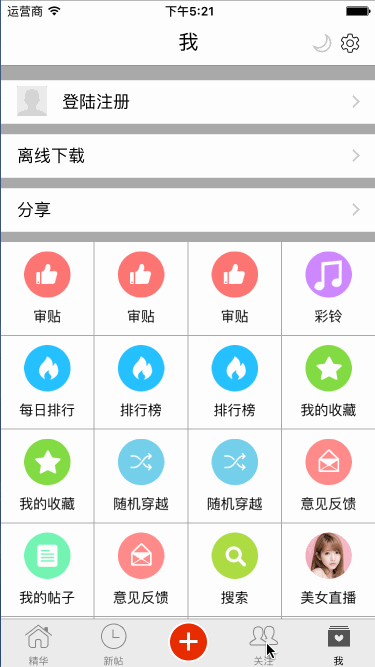 运营商 下午5:21
我
登陆注册
离线下载
分享
审贴 审贴 审贴 彩铃
每日排行 排行榜 排行榜 我的收藏
我的收藏 随机穿越 随机穿越 意见反馈
我的帖子 意见反馈 搜索 美女直播
精华 新帖 关注 我